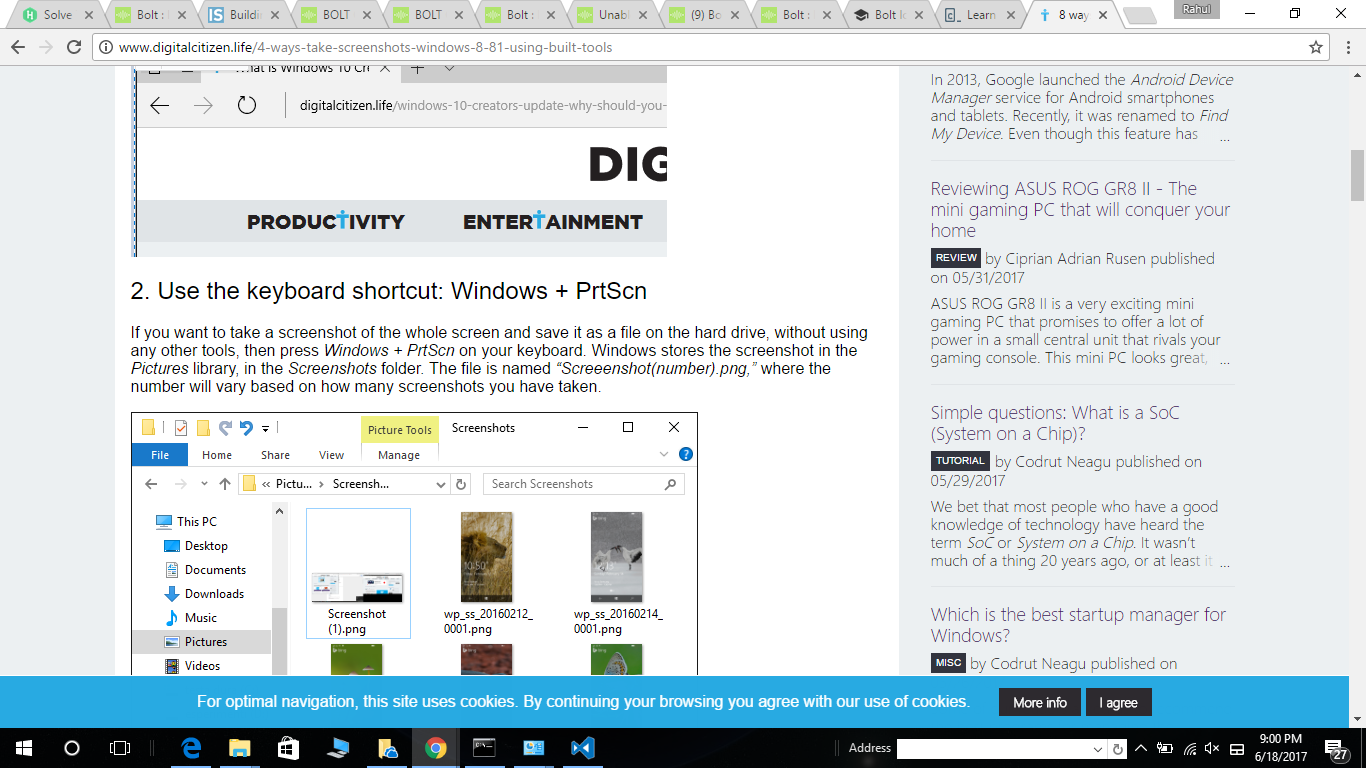 Solve
Bolt :
Buildi
BOLT
BOLT
Bolt :
Unabl
(9) Bo
Bolt :
Bolt Io
Learn
8 way
Rahul
www.digitalcitizen.life/4-ways-take-screenshots-windows-8-81-using-built-tools
What is Windows 10 Cre
digitalcitizen.life/windows-10-creators-update-why-should-you-
DIG
PRODUCTIVITY ENTERTAINMENT
2. Use the keyboard shortcut: Windows + PrtScn
If you want to take a screenshot of the whole screen and save it as a file on the hard drive, without using
any other tools, then press Windows + PrtScn on your keyboard. Windows stores the screenshot in the
Pictures library, in the Screenshots folder. The file is named “Screeenshot(number).png,” where the
number will vary based on how many screenshots you have taken.
Picture Tools Screenshots
File Home Share View Manage
« Pictu... › Screensh... Search Screenshots
This PC
Desktop
Documents
Downloads
Music
Pictures
Videos
Screenshot
(1).png
wp_ss_20160212_
0001.png
wp_ss_20160214_
0001.png
In 2013, Google launched the Android Device
Manager service for Android smartphones
and tablets. Recently, it was renamed to Find
My Device. Even though this feature has ...
Reviewing ASUS ROG GR8 II - The
mini gaming PC that will conquer your
home
REVIEW by Ciprian Adrian Rusen published
on 05/31/2017
ASUS ROG GR8 II is a very exciting mini
gaming PC that promises to offer a lot of
power in a small central unit that rivals your
gaming console. This mini PC looks great, ...
Simple questions: What is a SoC
(System on a Chip)?
TUTORIAL by Codrut Neagu published on
05/29/2017
We bet that most people who have a good
knowledge of technology have heard the
term SoC or System on a Chip. It wasn't
much of a thing 20 years ago, or at least it ...
Which is the best startup manager for
Windows?
MISC by Codrut Neagu published on
For optimal navigation, this site uses cookies. By continuing your browsing you agree with our use of cookies. More info I agree
Address
9:00 PM
6/18/2017
27